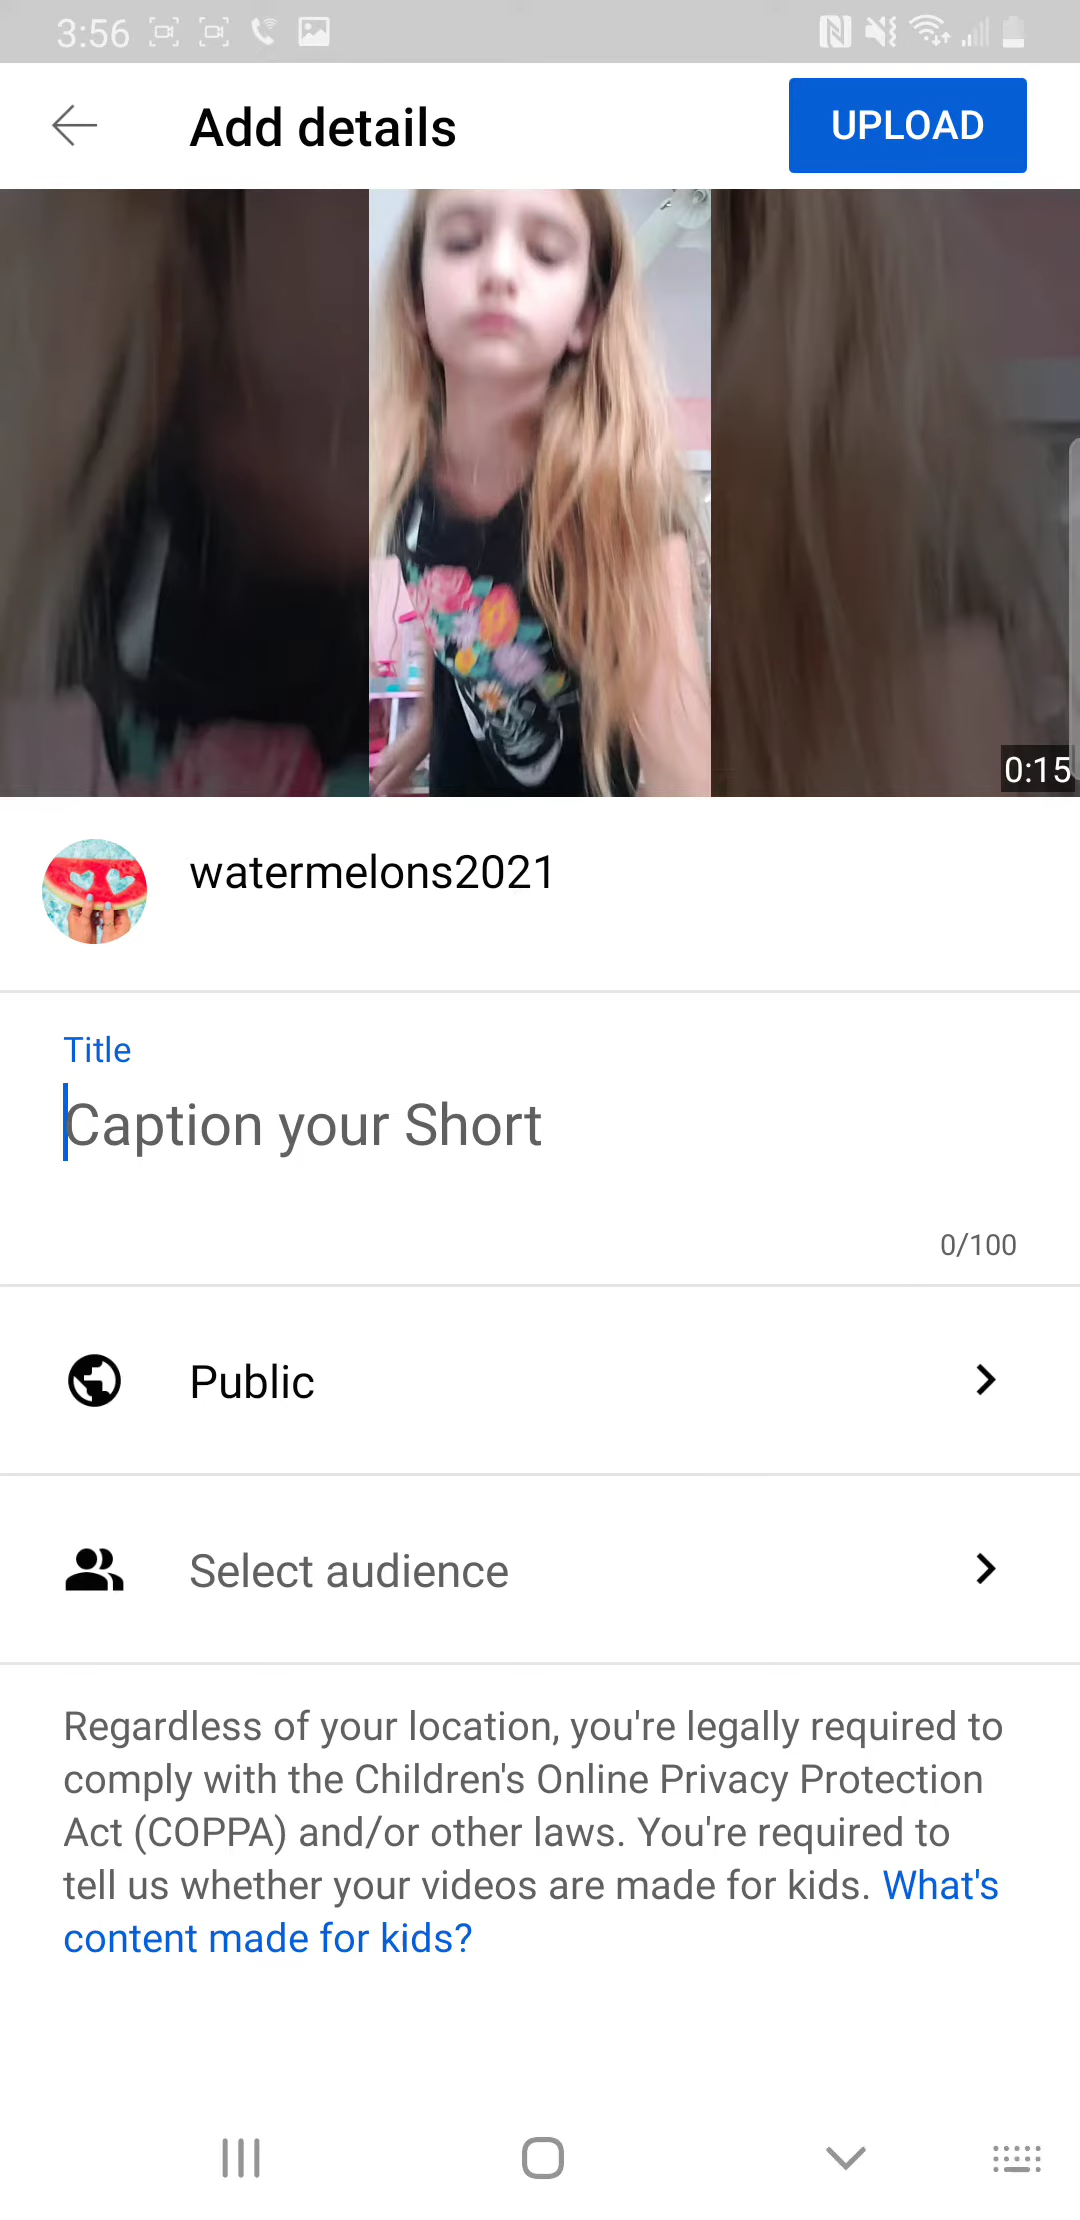 3:56
Add details
UPLOAD
0:15
watermelons2021
Title
Caption your Short
0/100
Public
Select audience
Regardless of your location, you're legally required to
comply with the Children's Online Privacy Protection
Act (COPPA) and/or other laws. You're required to
tell us whether your videos are made for kids. What's
content made for kids?